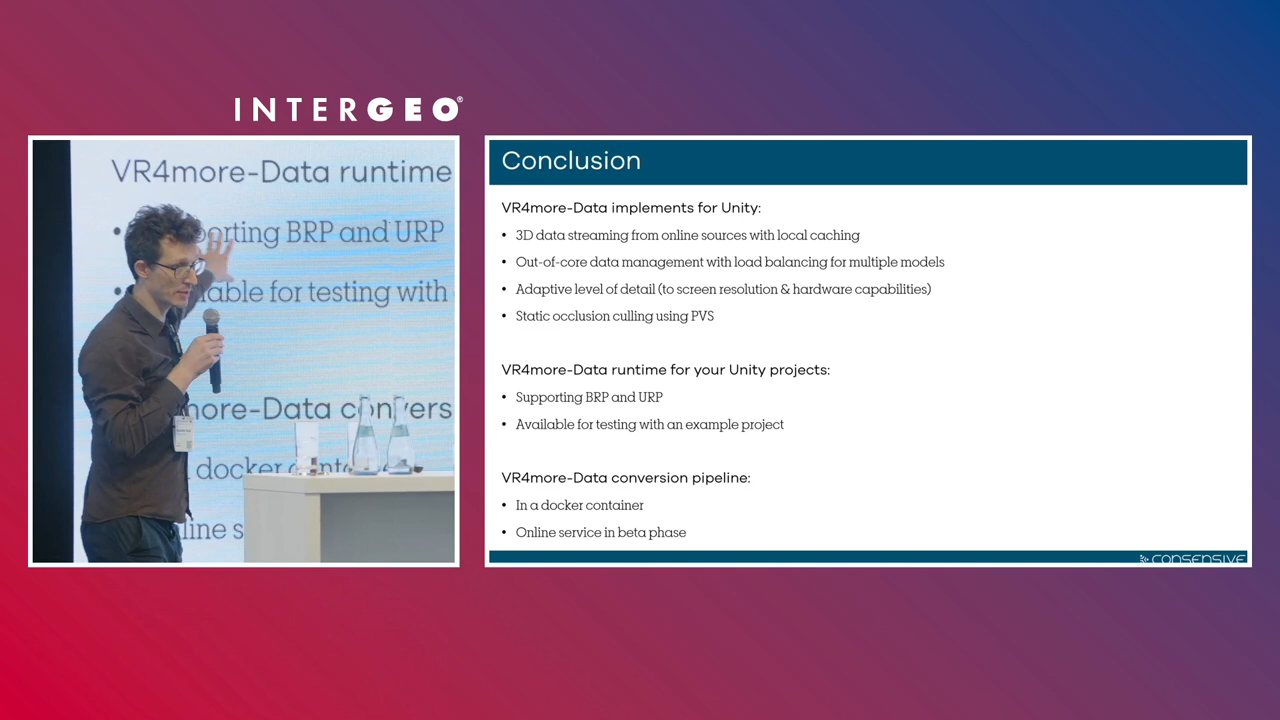 INTERGEO®
VR4more-Data runtime
orting BRP and URP
able for testing with
more-Data convers
docker conta
line s
Conclusion
VR4more-Data implements for Unity:
• 3D data streaming from online sources with local caching
• Out-of-core data management with load balancing for multiple models
• Adaptive level of detail (to screen resolution & hardware capabilities)
• Static occlusion culling using PVS
VR4more-Data runtime for your Unity projects:
• Supporting BRP and URP
• Available for testing with an example project
VR4more-Data conversion pipeline:
• In a docker container
• Online service in beta phase
CONSENSIVE